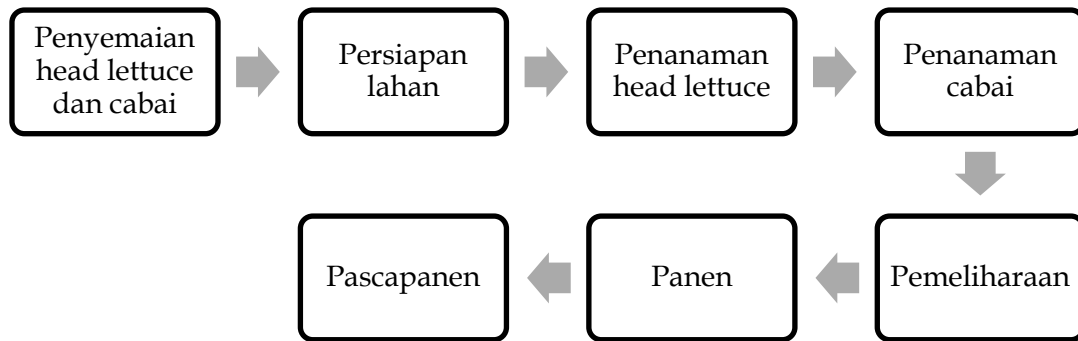 Penyemaian
head lettuce
dan cabai
Persiapan
lahan
Penanaman
head lettuce
Penanaman
cabai
Pemeliharaan
Panen
Pascapanen